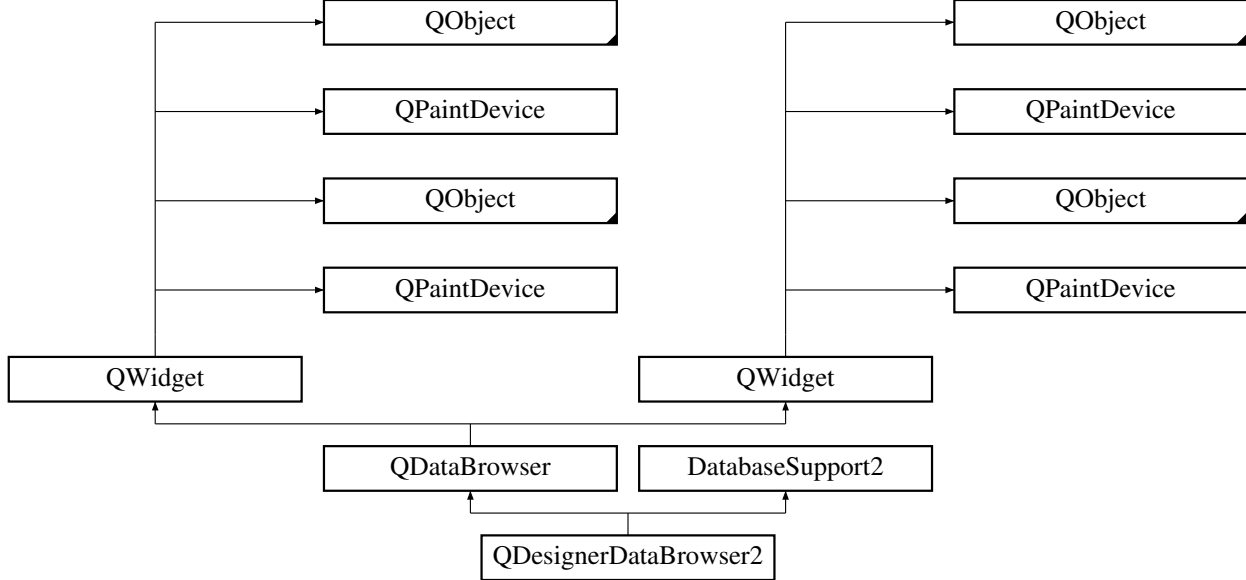 QObject QObject
QPaintDevice QPaintDevice
QObject QObject
QPaintDevice QPaintDevice
QWidget QWidget
QDataBrowser DatabaseSupport2
QDesignerDataBrowser2